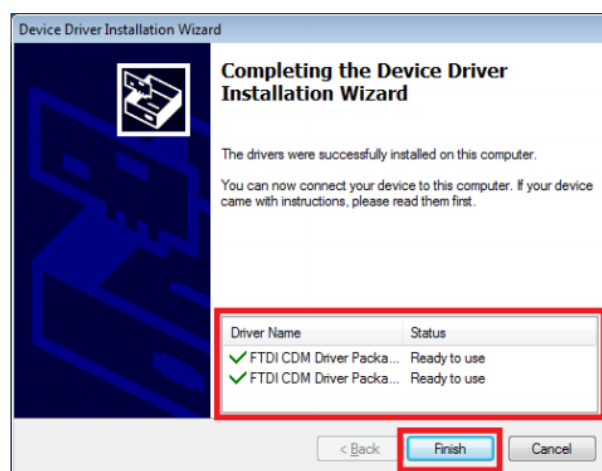 Device Driver Installation Wizard
Completing the Device Driver
Installation Wizard
The drivers were successfully installed on this computer.
You can now connect your device to this computer. If your device
came with instructions, please read them first.
Driver Name Status
FTDI CDM Driver Packa... Ready to use
FTDI CDM Driver Packa... Ready to use
< Back Finish Cancel